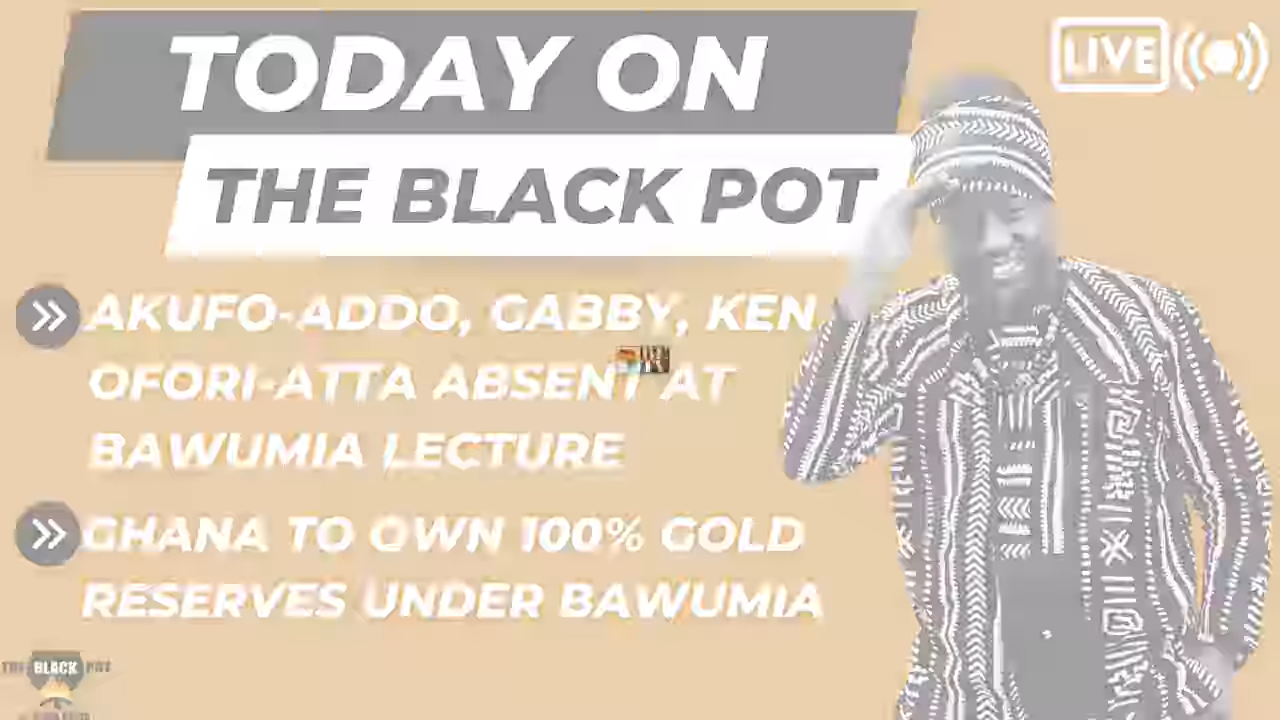 TODAY ON
LIVE
THE BLACK POT
AKUFO-ADDO, GABBY, KEN
OFORI-ATTA ABSENT AT
BAWUMIA LECTURE
GHANA TO OWN 100% GOLD
RESERVES UNDER BAWUMIA
THE BLACK POT